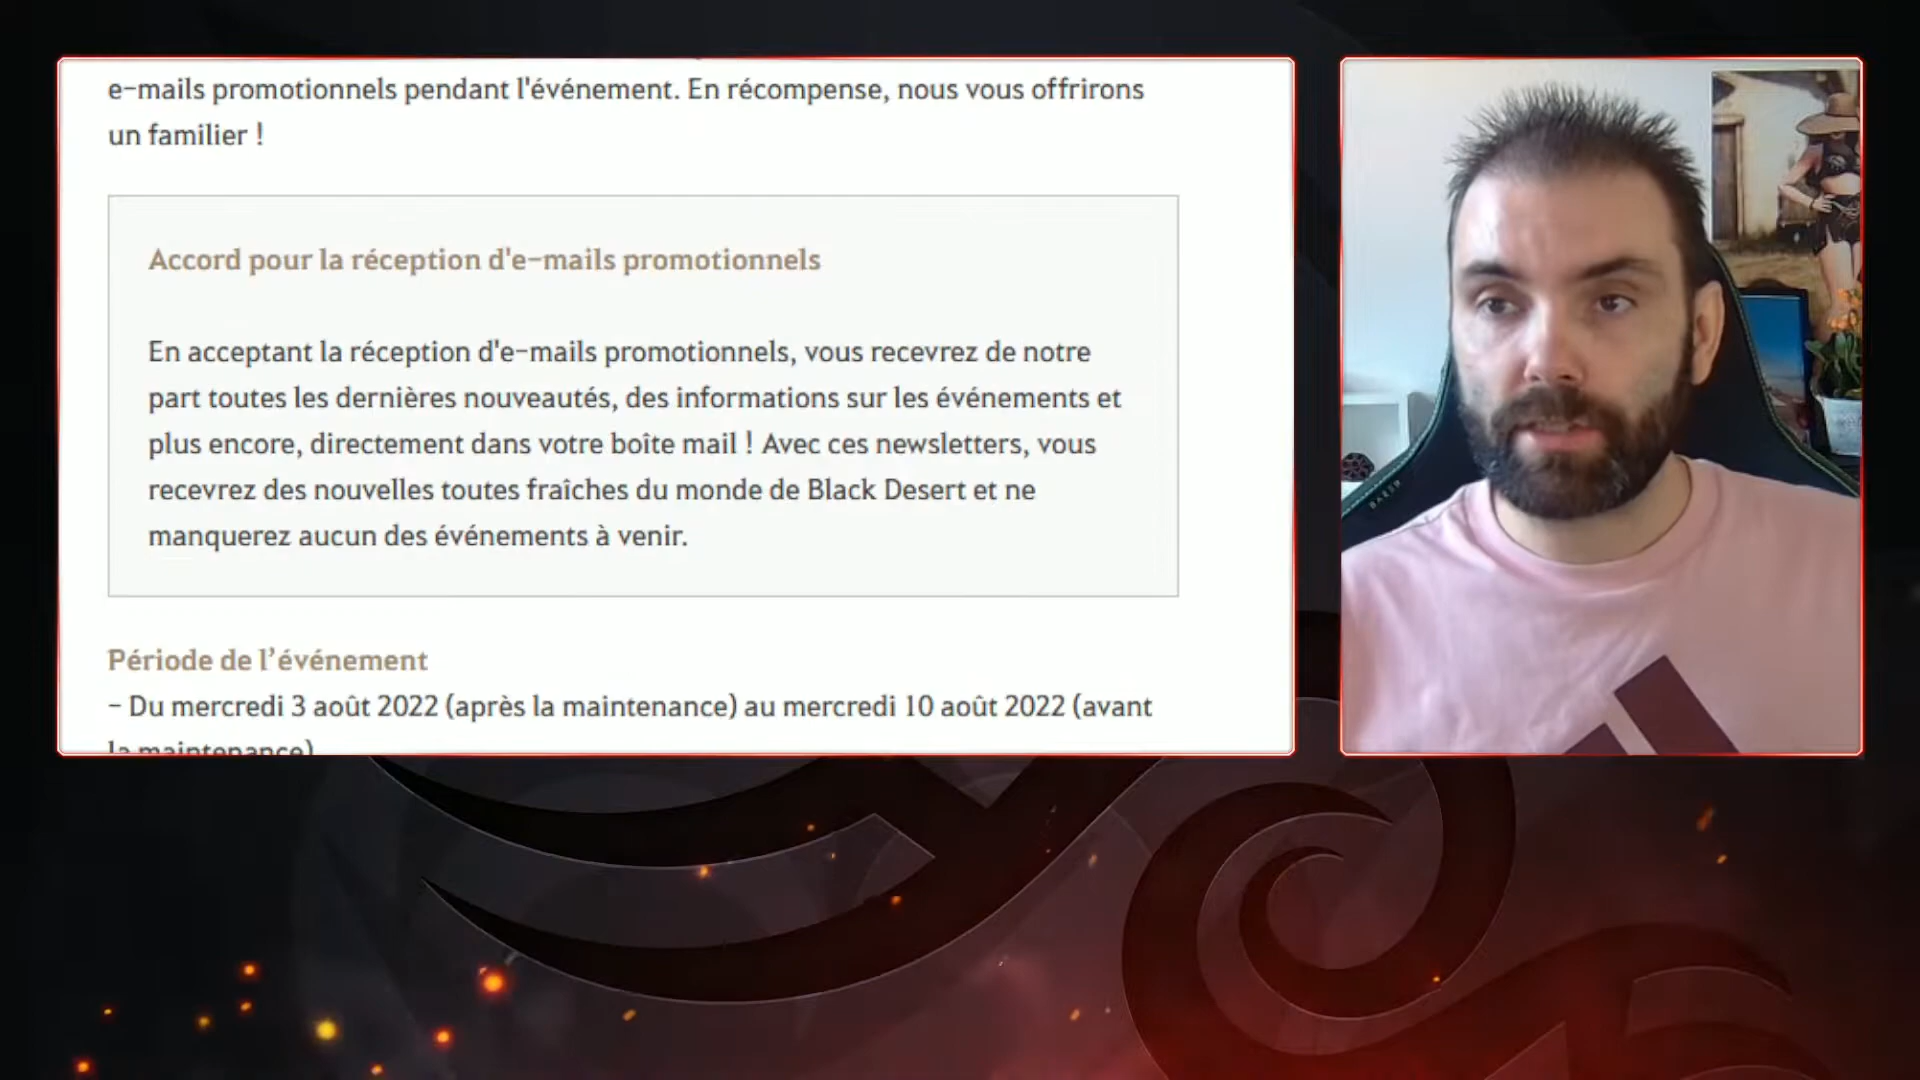 e-mails promotionnels pendant l'événement. En récompense, nous vous offrirons
un familier !
Accord pour la réception d'e-mails promotionnels
En acceptant la réception d'e-mails promotionnels, vous recevrez de notre
part toutes les dernières nouveautés, des informations sur les événements et
plus encore, directement dans votre boîte mail ! Avec ces newsletters, vous
recevrez des nouvelles toutes fraîches du monde de Black Desert et ne
manquerez aucun des événements à venir.
Période de l’événement
- Du mercredi 3 août 2022 (après la maintenance) au mercredi 10 août 2022 (avant
la maintenance)